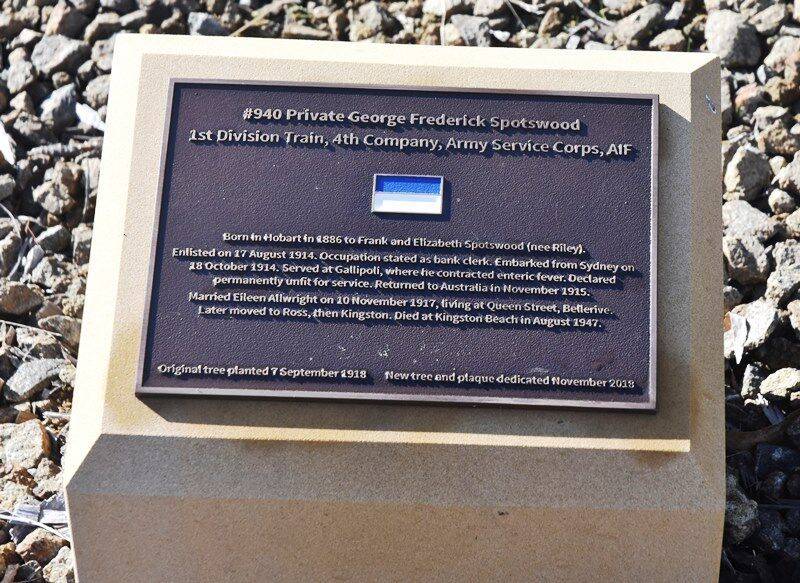 #940 Private George Frederick Spotswood
1st Division Train, 4th Company, Army Service Corps, AIF
Born in Hobart in 1886 to Frank and Elizabeth Spotswood (nee Riley).
Enlisted on 17 August 1914. Occupation stated as bank clerk. Embarked from Sydney on
18 October 1914. Served at Gallipoli, where he contracted enteric fever. Declared
permanently unfit for service. Returned to Australia in November 1915.
Married Eileen Allwright on 10 November 1917, living at Queen Street, Bellerive.
Later moved to Ross, then Kingston. Died at Kingston Beach in August 1947.
Original tree planted 7 September 1918 New tree and plaque dedicated November 2018